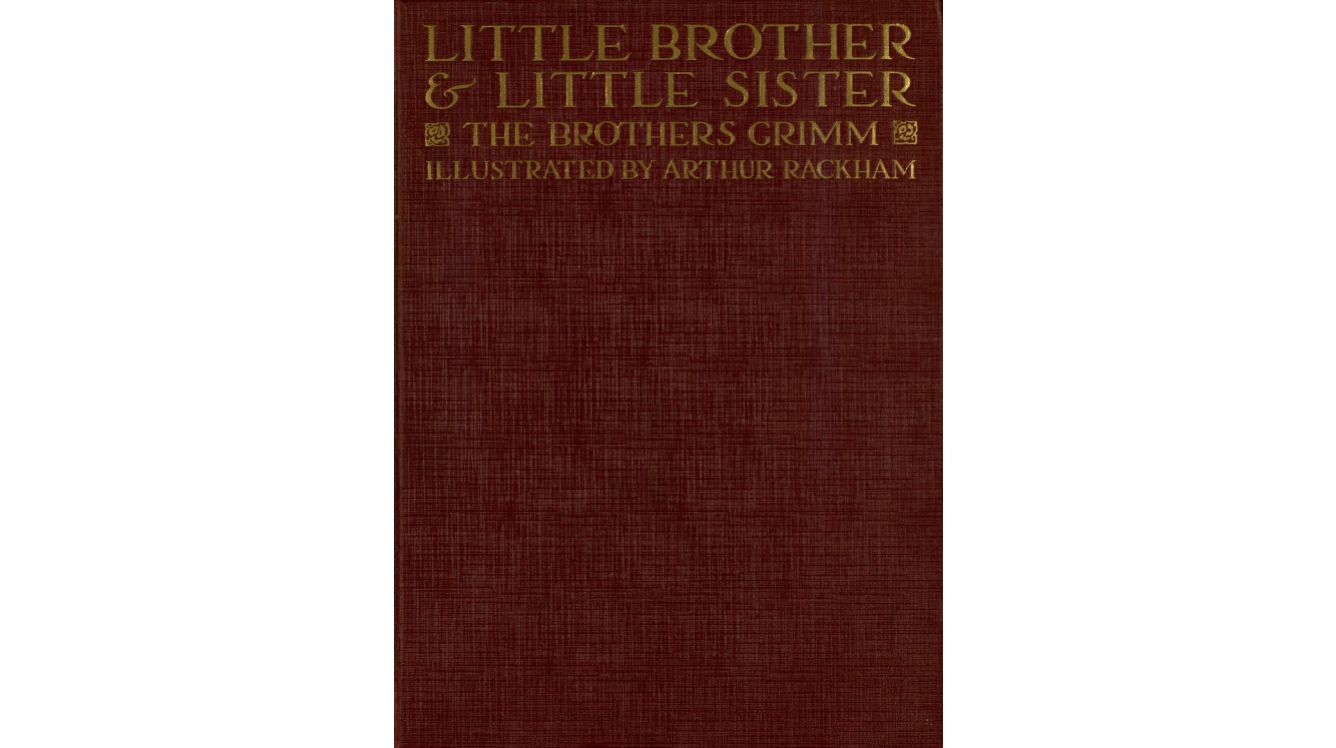 LITTLE BROTHER
& LITTLE SISTER
THE BROTHERS GRIMM
ILLUSTRATED BY ARTHUR RACKHAM